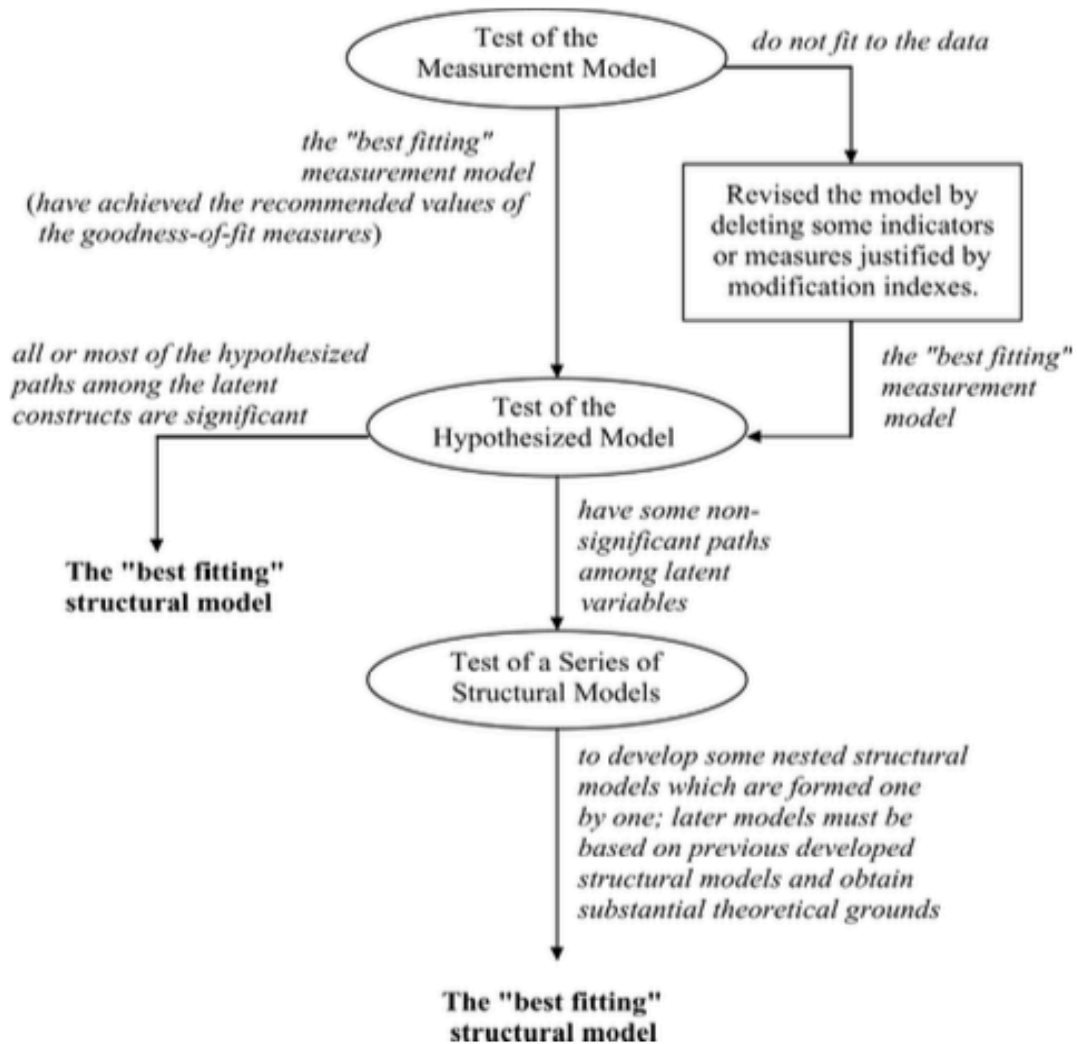 Test of the
Measurement Model
do not fit to the data
the "best fitting"
measurement model
(have achieved the recommended values of
the goodness-of-fit measures)
Revised the model by
deleting some indicators
or measures justified by
modification indexes.
all or most of the hypothesized
paths among the latent
constructs are significant
the "best fitting"
measurement
model
Test of the
Hypothesized Model
The "best fitting"
structural model
have some non-
significant paths
among latent
variables
Test of a Series of
Structural Models
to develop some nested structural
models which are formed one
by one; later models must be
based on previous developed
structural models and obtain
substantial theoretical grounds
The "best fitting"
structural model